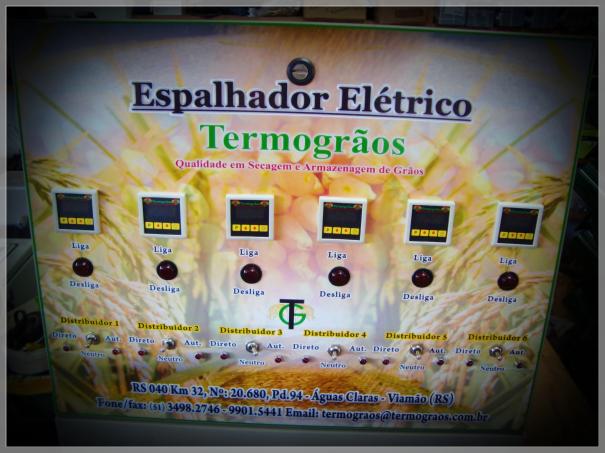 Espalhador Elétrico
Termogrãos
Qualidade em Secagem e Armazenagem de Grãos
Liga Liga Liga Liga Liga Liga
Desliga Desliga Desliga Desliga Desliga Desliga
TG
Distribuidor 1 Distribuidor 2 Distribuidor 3 Distribuidor 4 Distribuidor 5 Distribuidor 6
Direto Aut. Direto Aut. Direto Aut. Direto Aut. Direto Aut. Direto Aut.
Neutro Neutro Neutro Neutro Neutro Neutro
RS 040 Km 32, Nº: 20.680, Pd.94 - Águas Claras - Viamão (RS)
Fone/fax: (51) 3498.2746 - 9901.5441 Email: termograos@termograos.com.br